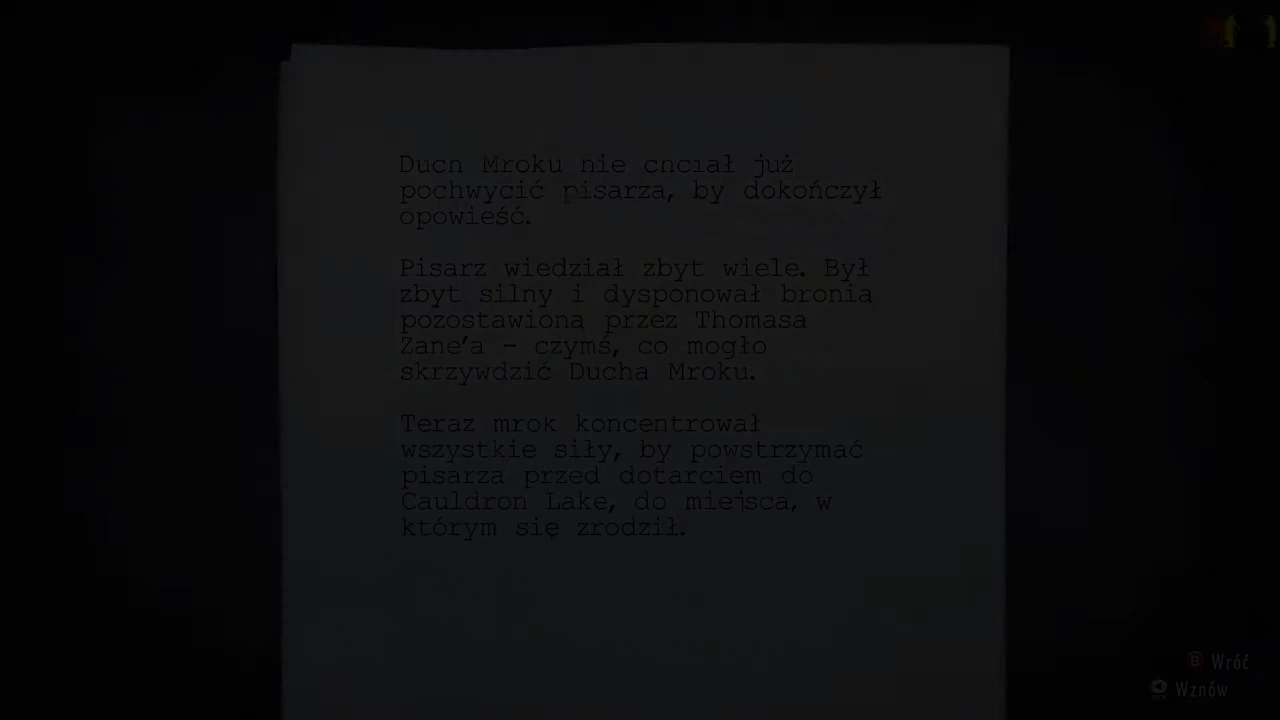 Duch Mroku nie chciał już
pochwycić pisarza, by dokończył
opowieść.
Pisarz wiedział zbyt wiele. Był
zbyt silny i dysponował bronią
pozostawioną przez Thomasa
Zane’a – czymś, co mogło
skrzywdzić Ducha Mroku.
Teraz mrok koncentrował
wszystkie siły, by powstrzymać
pisarza przed dotarciem do
Cauldron Lake, do miejsca, w
którym się zrodził.
B Wróć
Wznów